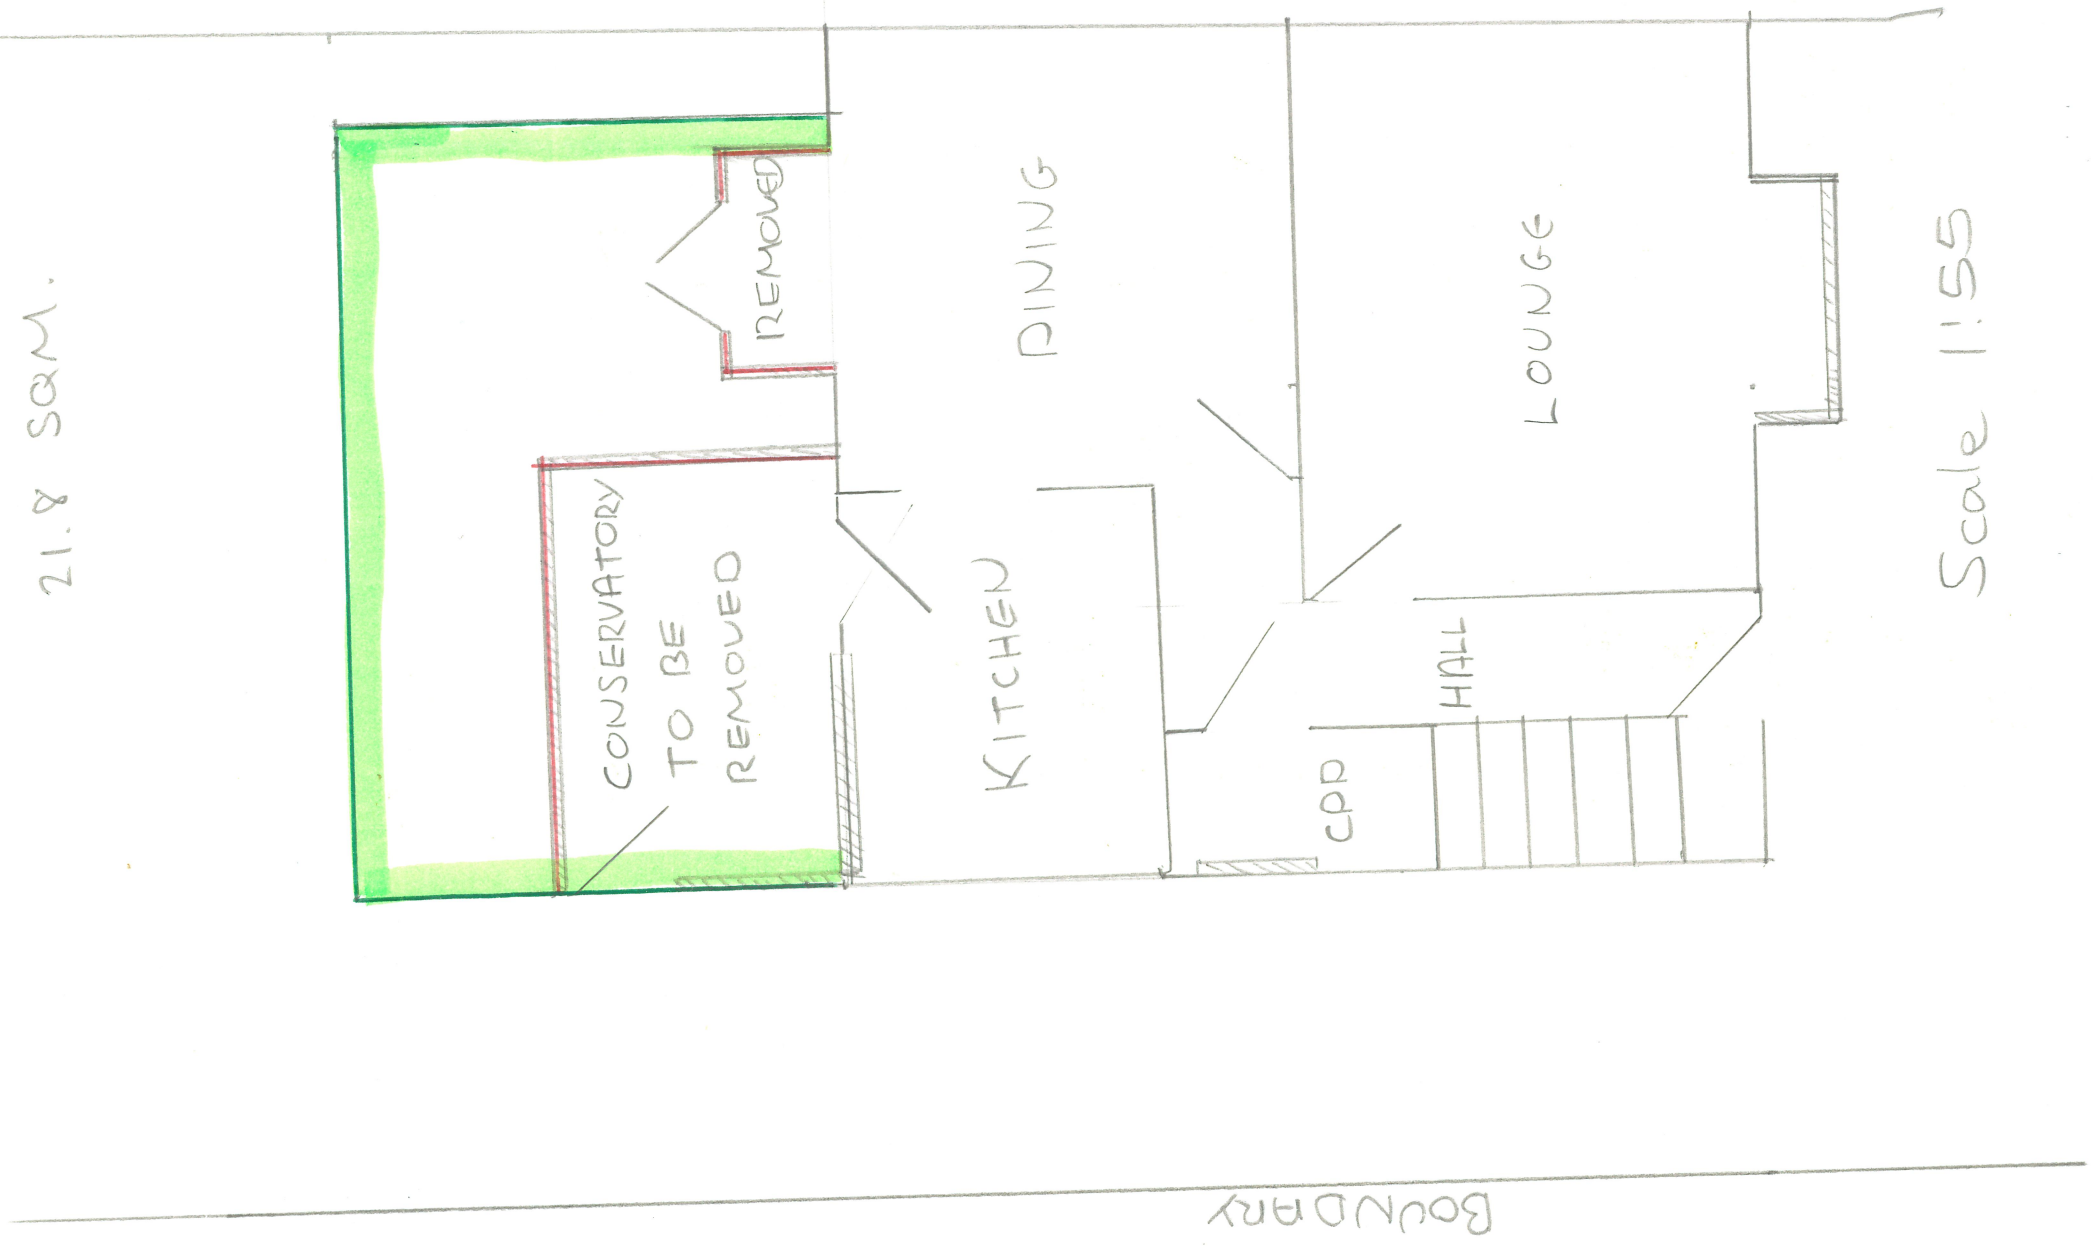 21.8 SQM.
REMOVED
CONSERVATORY
TO BE
REMOVED
DINING
KITCHEN
LOUNGE
HALL
CPD
Scale 1:55
BOUNDARY